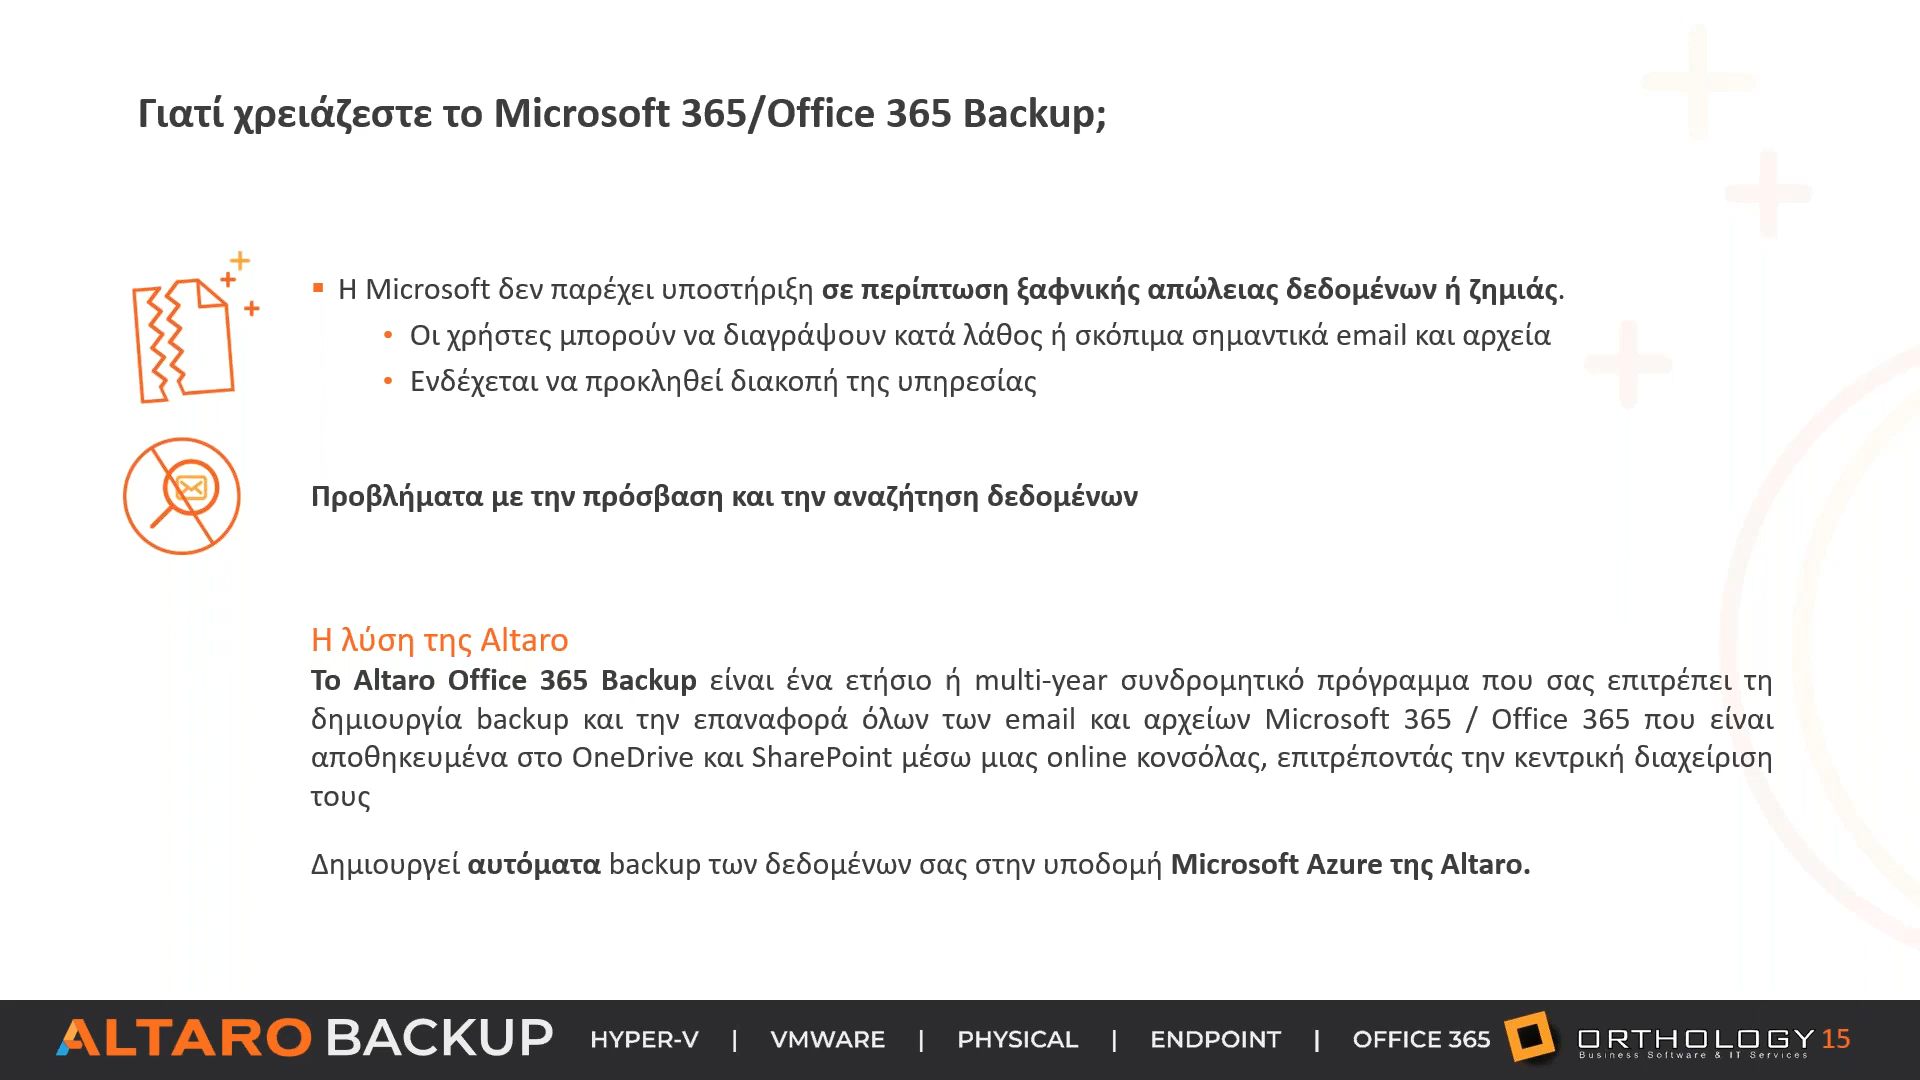 Γιατί χρειάζεστε το Microsoft 365/Office 365 Backup;
▪ Η Microsoft δεν παρέχει υποστήριξη σε περίπτωση ξαφνικής απώλειας δεδομένων ή ζημιάς.
• Οι χρήστες μπορούν να διαγράψουν κατά λάθος ή σκόπιμα σημαντικά email και αρχεία
• Ενδέχεται να προκληθεί διακοπή της υπηρεσίας
Προβλήματα με την πρόσβαση και την αναζήτηση δεδομένων
Η λύση της Altaro
Το Altaro Office 365 Backup είναι ένα ετήσιο ή multi-year συνδρομητικό πρόγραμμα που σας επιτρέπει τη
δημιουργία backup και την επαναφορά όλων των email και αρχείων Microsoft 365 / Office 365 που είναι
αποθηκευμένα στο OneDrive και SharePoint μέσω μιας online κονσόλας, επιτρέποντάς την κεντρική διαχείριση
τους
Δημιουργεί αυτόματα backup των δεδομένων σας στην υποδομή Microsoft Azure της Altaro.
ALTARO BACKUP HYPER-V | VMWARE | PHYSICAL | ENDPOINT | OFFICE 365 ORTHOLOGY 15
Business Software & IT Services